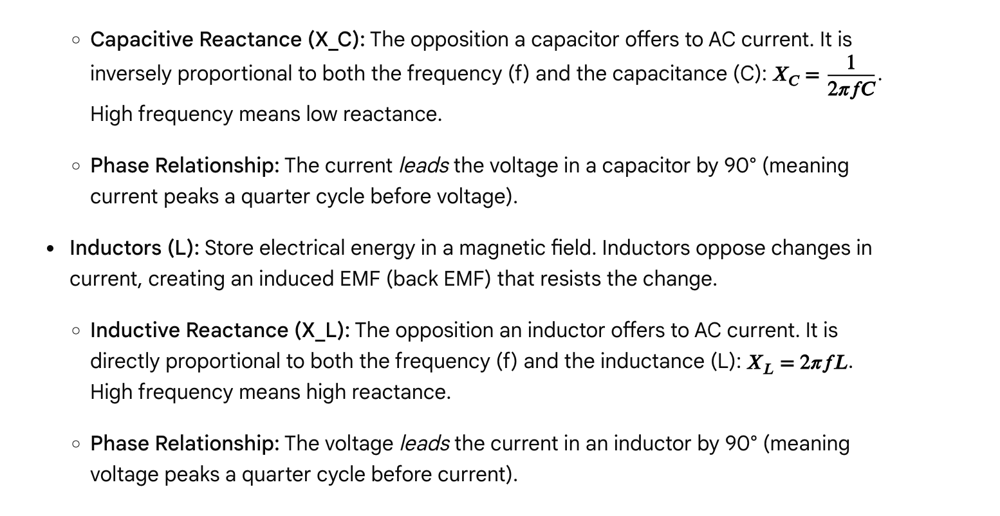 ○ Capacitive Reactance (X_C): The opposition a capacitor offers to AC current. It is
inversely proportional to both the frequency (f) and the capacitance (C): X_C = 1/(2πfC).
High frequency means low reactance.
○ Phase Relationship: The current leads the voltage in a capacitor by 90° (meaning
current peaks a quarter cycle before voltage).
• Inductors (L): Store electrical energy in a magnetic field. Inductors oppose changes in
current, creating an induced EMF (back EMF) that resists the change.
○ Inductive Reactance (X_L): The opposition an inductor offers to AC current. It is
directly proportional to both the frequency (f) and the inductance (L): X_L = 2πfL.
High frequency means high reactance.
○ Phase Relationship: The voltage leads the current in an inductor by 90° (meaning
voltage peaks a quarter cycle before current).